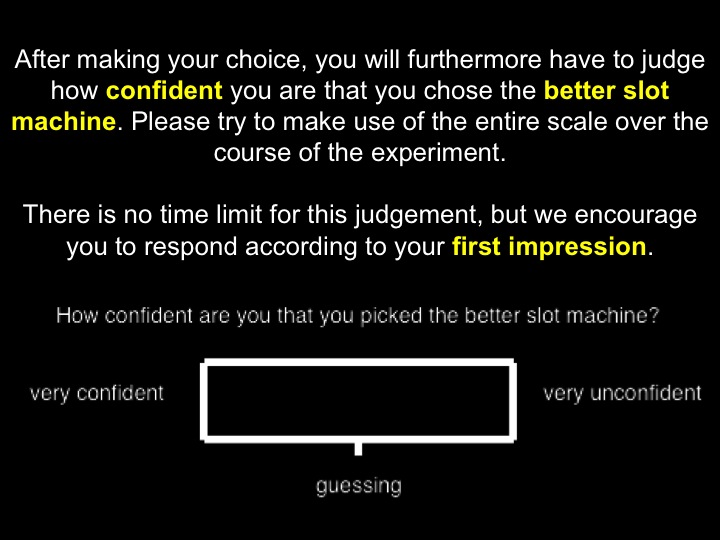 After making your choice, you will furthermore have to judge
how confident you are that you chose the better slot
machine. Please try to make use of the entire scale over the
course of the experiment.
There is no time limit for this judgement, but we encourage
you to respond according to your first impression.
How confident are you that you picked the better slot machine?
very confident
very unconfident
guessing